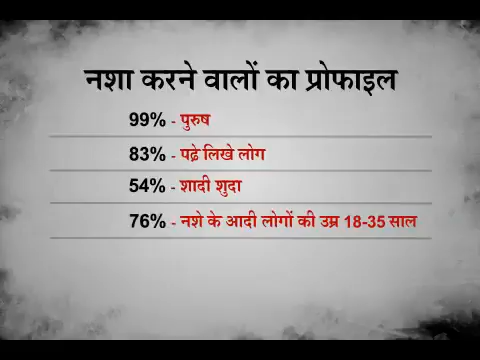 नशा करने वालों का प्रोफाइल
99% - पुरुष
83% - पढ़े लिखे लोग
54% - शादी शुदा
76% - नशे के आदी लोगों की उम्र 18-35 साल